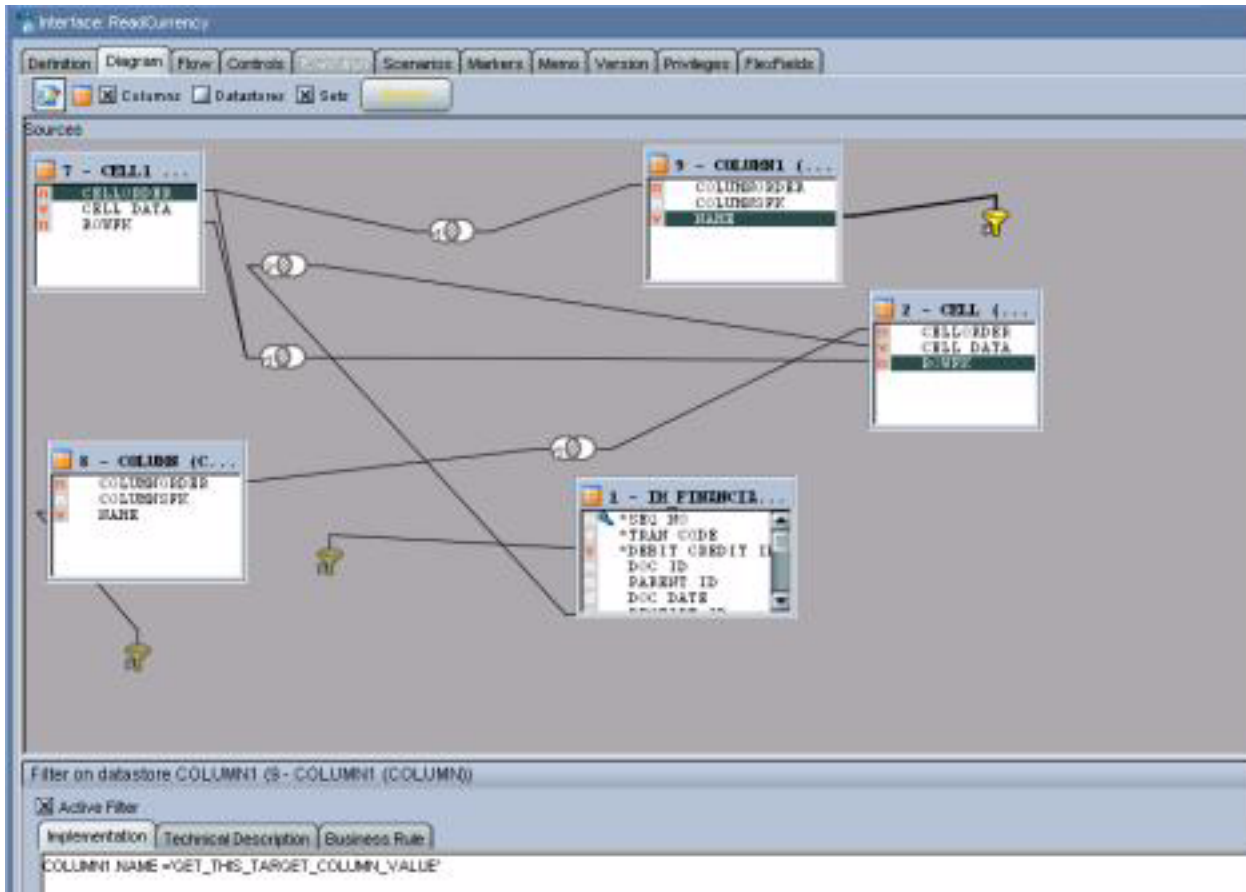 Interface: ReadCurrency
Definition Diagram Flow Controls Scenarios Markers Memo Version Privileges FlexFields
Columns Datastores Sets
Sources
7 - CELL1 ...
CELLORDER
CELL DATA
ROWFK
9 - COLUMN1 (...
COLUMNORDER
COLUMNSFK
NAME
2 - CELL (...
CELLORDER
CELL DATA
ROWFK
8 - COLUMN (C...
COLUMNORDER
COLUMNSFK
NAME
1 - IM_FINANCIA...
*SEQ NO
*TRAN CODE
*DEBIT CREDIT I
DOC ID
PARENT ID
DOC DATE
Filter on datastore COLUMN1 (9 - COLUMN1 (COLUMN))
Active Filter
Implementation Technical Description Business Rule
COLUMN1.NAME ='GET_THIS_TARGET_COLUMN_VALUE'